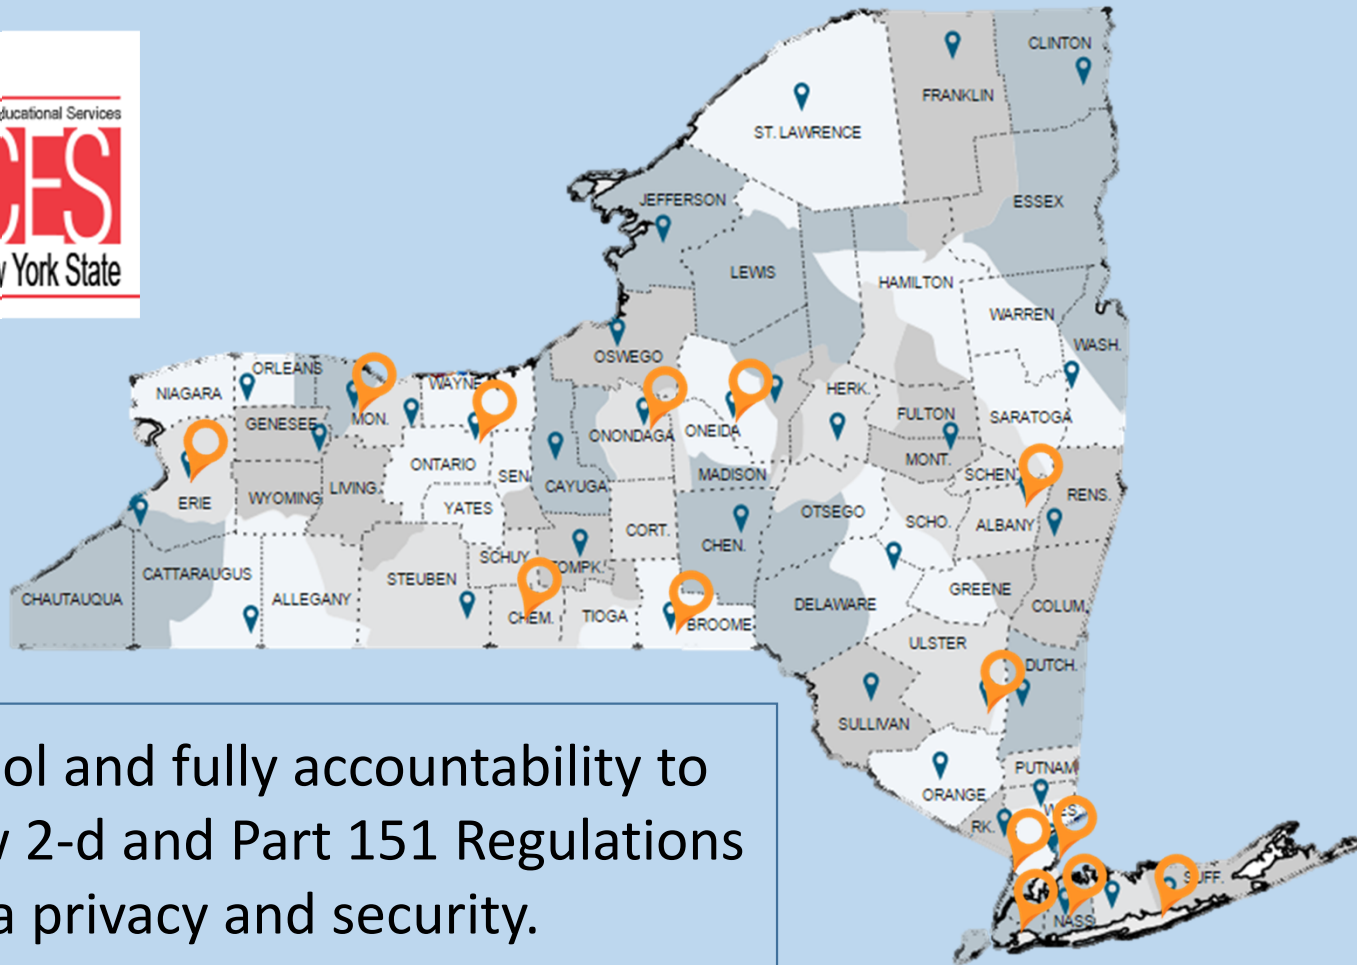 ducational Services
CES
York State
CLINTON
FRANKLIN
ST. LAWRENCE
JEFFERSON
ESSEX
LEWIS
HAMILTON
WARREN
WASH.
OSWEGO
ORLEANS
NIAGARA
WAYNE
HERK.
GENESEE
MON.
FULTON
SARATOGA
ONONDAGA
ONEIDA
MONT.
ONTARIO
SEN.
MADISON
SCHEN.
CAYUGA
LIVING.
RENS.
ERIE
WYOMING
YATES
OTSEGO
SCHO.
ALBANY
CORT.
CHEN.
SCHUY.
TOMPK.
CATTARAUGUS
STEUBEN
GREENE
CHAUTAUQUA
ALLEGANY
DELAWARE
COLUM.
CHEM.
TIOGA
BROOME
ULSTER
DUTCH.
SULLIVAN
PUTNAM
ORANGE
WES.
RK.
SUFF.
NASS.
ol and fully accountability to
2-d and Part 151 Regulations
a privacy and security.